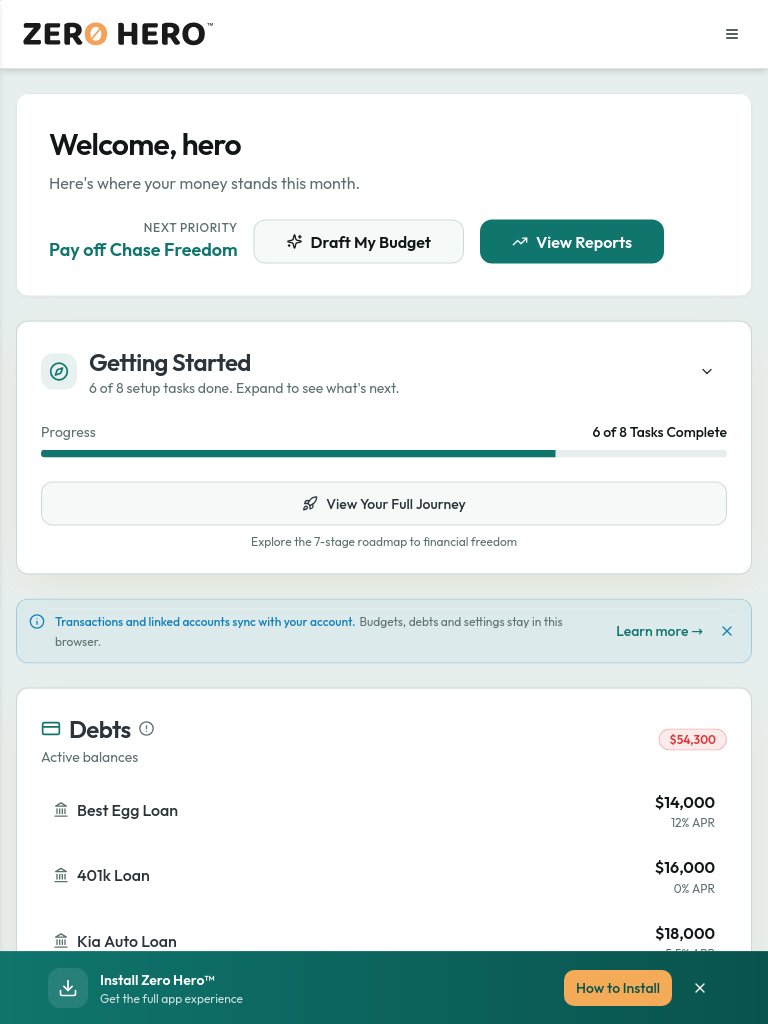 ZERO HERO™
Welcome, hero
Here's where your money stands this month.
NEXT PRIORITY
Pay off Chase Freedom
Draft My Budget
View Reports
Getting Started
6 of 8 setup tasks done. Expand to see what's next.
Progress
6 of 8 Tasks Complete
View Your Full Journey
Explore the 7-stage roadmap to financial freedom
Transactions and linked accounts sync with your account. Budgets, debts and settings stay in this
browser.
Learn more →
Debts
$54,300
Active balances
Best Egg Loan
$14,000
12% APR
401k Loan
$16,000
0% APR
Kia Auto Loan
$18,000
Install Zero Hero™
Get the full app experience
How to Install